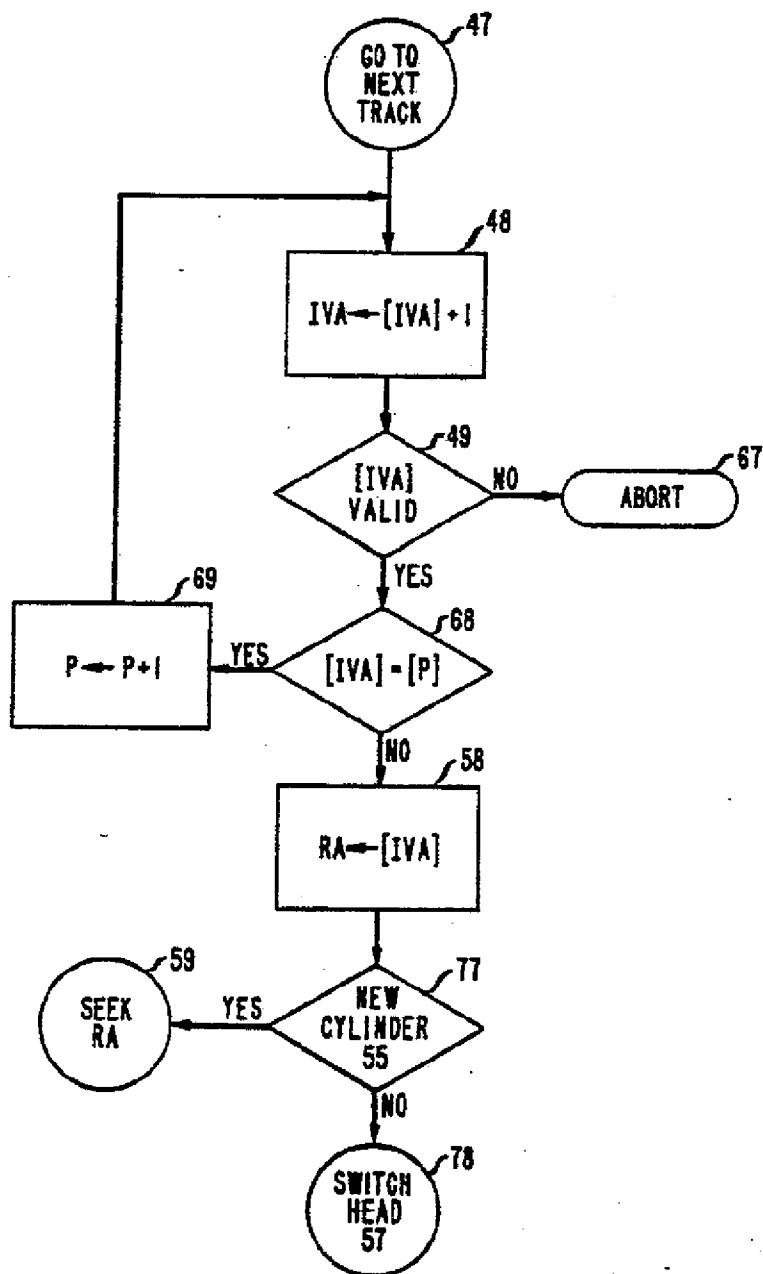 47
GO TO
NEXT
TRACK
48
IVA←[IVA]+1
49
[IVA]
VALID
NO
67
ABORT
YES
69
P←P+1
YES
68
[IVA]=[P]
NO
58
RA←[IVA]
59
SEEK
RA
YES
77
NEW
CYLINDER
55
NO
78
SWITCH
HEAD
57